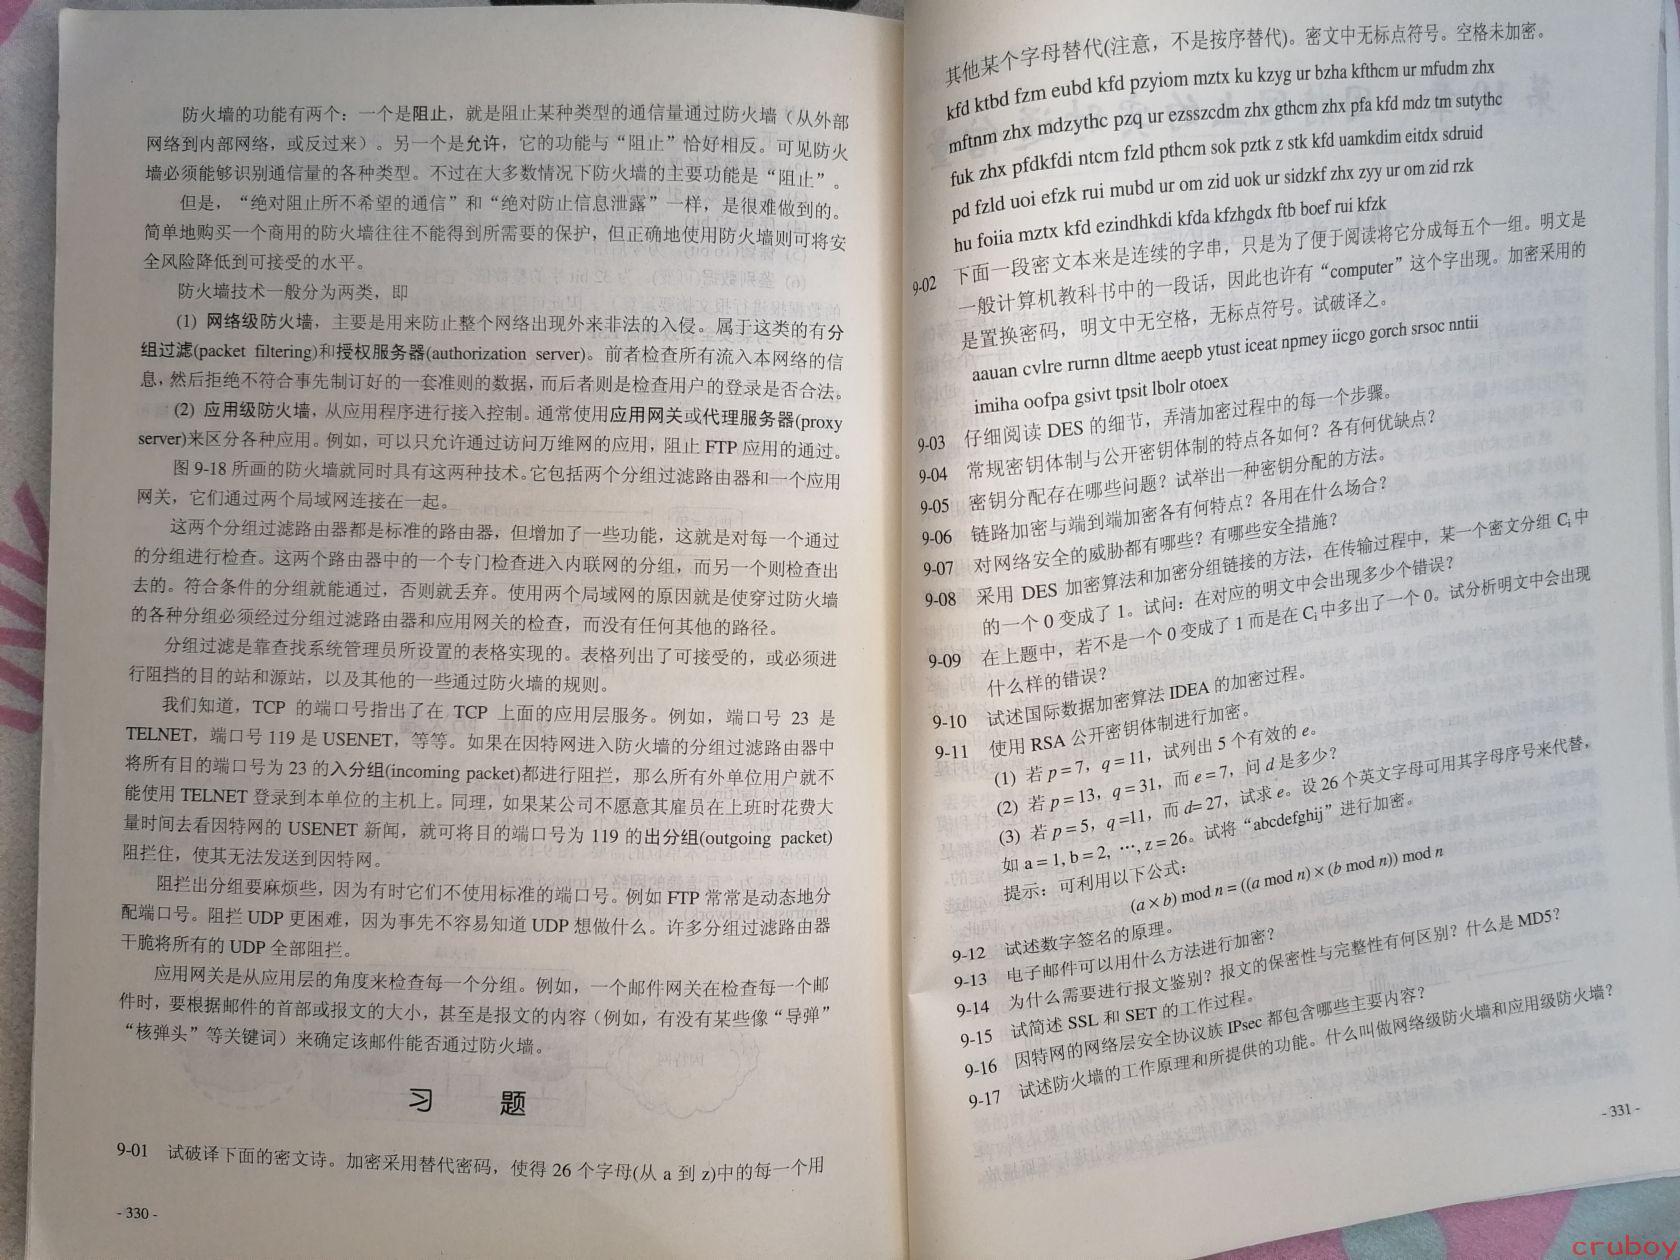 防火墙的功能有两个：一个是阻止，就是阻止某种类型的通信量通过防火墙（从外部
网络到内部网络，或反过来）。另一个是允许，它的功能与“阻止”恰好相反。可见防火
墙必须能够识别通信量的各种类型。不过在大多数情况下防火墙的主要功能是“阻止”。
但是，“绝对阻止所不希望的通信”和“绝对防止信息泄露”一样，是很难做到的。
简单地购买一个商用的防火墙往往不能得到所需要的保护，但正确地使用防火墙则可将安
全风险降低到可接受的水平。
防火墙技术一般分为两类，即
(1) 网络级防火墙，主要是用来防止整个网络出现外来非法的入侵。属于这类的有分
组过滤(packet filtering)和授权服务器(authorization server)。前者检查所有流入本网络的信
息，然后拒绝不符合事先制订好的一套准则的数据，而后者则是检查用户的登录是否合法。
(2) 应用级防火墙，从应用程序进行接入控制。通常使用应用网关或代理服务器(proxy
server)来区分各种应用。例如，可以只允许通过访问万维网的应用，阻止 FTP 应用的通过。
图 9-18 所画的防火墙就同时具有这两种技术。它包括两个分组过滤路由器和一个应用
网关，它们通过两个局域网连接在一起。
这两个分组过滤路由器都是标准的路由器，但增加了一些功能，这就是对每一个通过
的分组进行检查。这两个路由器中的一个专门检查进入内联网的分组，而另一个则检查出
去的。符合条件的分组就能通过，否则就丢弃。使用两个局域网的原因就是使穿过防火墙
的各种分组必须经过分组过滤路由器和应用网关的检查，而没有任何其他的路径。
分组过滤是靠查找系统管理员所设置的表格实现的。表格列出了可接受的，或必须进
行阻挡的目的站和源站，以及其他的一些通过防火墙的规则。
我们知道，TCP 的端口号指出了在 TCP 上面的应用层服务。例如，端口号 23 是
TELNET，端口号 119 是 USENET，等等。如果在因特网进入防火墙的分组过滤路由器中
将所有目的端口号为 23 的入分组(incoming packet)都进行阻拦，那么所有外单位用户就不
能使用 TELNET 登录到本单位的主机上。同理，如果某公司不愿意其雇员在上班时花费大
量时间去看因特网的 USENET 新闻，就可将目的端口号为 119 的出分组(outgoing packet)
阻拦住，使其无法发送到因特网。
阻拦出分组要麻烦些，因为有时它们不使用标准的端口号。例如 FTP 常常是动态地分
配端口号。阻拦 UDP 更困难，因为事先不容易知道 UDP 想做什么。许多分组过滤路由器
干脆将所有的 UDP 全部阻拦。
应用网关是从应用层的角度来检查每一个分组。例如，一个邮件网关在检查每一个邮
件时，要根据邮件的首部或报文的大小，甚至是报文的内容（例如，有没有某些像“导弹”
“核弹头”等关键词）来确定该邮件能否通过防火墙。
习 题
9-01 试破译下面的密文诗。加密采用替代密码，使得 26 个字母(从 a 到 z)中的每一个用
- 330 -
其他某个字母替代(注意，不是按序替代)。密文中无标点符号。空格未加密。
kfd ktbd fzm eubd kfd pzyiom mztx ku kzyg ur bzha kfthcm ur mfudm zhx
mftnm zhx mdzythc pzq ur ezsszcdm zhx gthcm zhx pfa kfd mdz tm sutythc
fuk zhx pfdkfdi ntcm fzld pthcm sok pztk z stk kfd uamkdim eitdx sdruid
pd fzld uoi efzk rui mubd ur om zid uok ur sidzkf zhx zyy ur om zid rzk
hu foiia mztx kfd ezindhkdi kfda kfzhgdx ftb boef rui kfzk
9-02 下面一段密文本来是连续的字串，只是为了便于阅读将它分成每五个一组。明文是
一般计算机教科书中的一段话，因此也许有“computer”这个字出现。加密采用的
是置换密码，明文中无空格，无标点符号。试破译之。
aauan cvlre rurnn dltme aeepb ytust iceat npmey iicgo gorch srsoc nntii
imiha oofpa gsivt tpsit lbolr otoex
9-03 仔细阅读 DES 的细节，弄清加密过程中的每一个步骤。
9-04 常规密钥体制与公开密钥体制的特点各如何？各有何优缺点？
9-05 密钥分配存在哪些问题？试举出一种密钥分配的方法。
9-06 链路加密与端到端加密各有何特点？各用在什么场合？
9-07 对网络安全的威胁都有哪些？有哪些安全措施？
9-08 采用 DES 加密算法和加密分组链接的方法，在传输过程中，某一个密文分组 Ci 中
的一个 0 变成了 1。试问：在对应的明文中会出现多少个错误？
9-09 在上题中，若不是一个 0 变成了 1 而是在 Ci 中多出了一个 0。试分析明文中会出现
什么样的错误？
9-10 试述国际数据加密算法 IDEA 的加密过程。
9-11 使用 RSA 公开密钥体制进行加密。
(1) 若 p = 7，q = 11，试列出 5 个有效的 e。
(2) 若 p = 13，q = 31，而 e = 7，问 d 是多少？
(3) 若 p = 5，q =11，而 d= 27，试求 e。设 26 个英文字母可用其字母序号来代替，
如 a = 1, b = 2, …, z = 26。试将“abcdefghij”进行加密。
提示：可利用以下公式：
(a × b) mod n = ((a mod n) × (b mod n)) mod n
9-12 试述数字签名的原理。
9-13 电子邮件可以用什么方法进行加密？
9-14 为什么需要进行报文鉴别？报文的保密性与完整性有何区别？什么是 MD5？
9-15 试简述 SSL 和 SET 的工作过程。
9-16 因特网的网络层安全协议族 IPsec 都包含哪些主要内容？
9-17 试述防火墙的工作原理和所提供的功能。什么叫做网络级防火墙和应用级防火墙？
- 331 -
cruboy